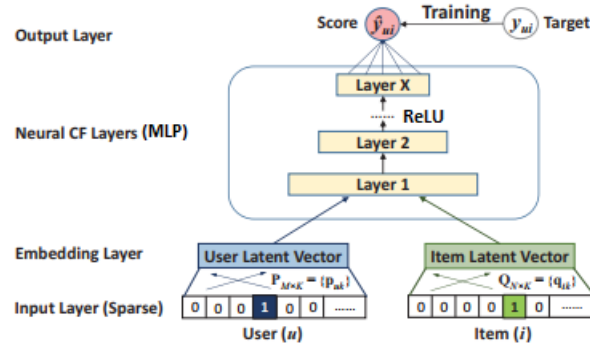 Output Layer
Score ŷui Training yui Target
Layer X
...... ReLU
Neural CF Layers (MLP)
Layer 2
Layer 1
Embedding Layer
User Latent Vector
Item Latent Vector
P M×K = {puk}
Q N×K = {qik}
Input Layer (Sparse)
0 0 0 1 0 0 ......
0 0 0 0 1 0 ......
User (u)
Item (i)